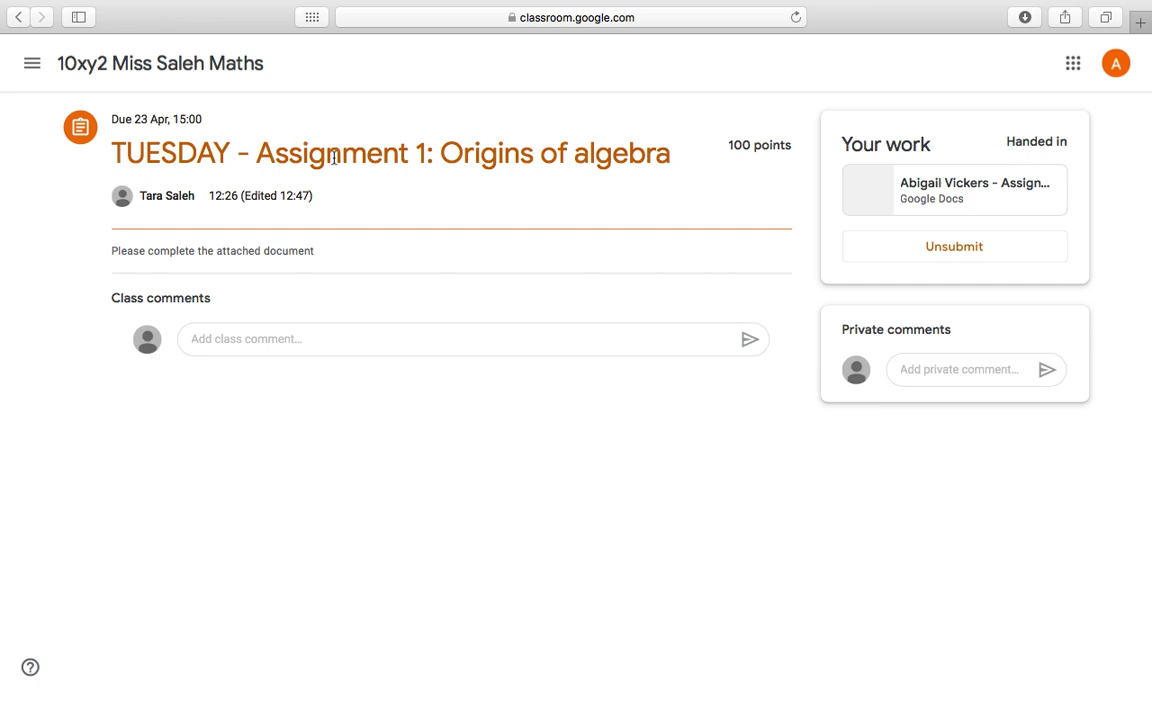 classroom.google.com
10xy2 Miss Saleh Maths
A
Due 23 Apr, 15:00
TUESDAY - Assignment 1: Origins of algebra
100 points
Tara Saleh 12:26 (Edited 12:47)
Please complete the attached document
Class comments
Add class comment...
Your work
Handed in
Abigail Vickers - Assign...
Google Docs
Unsubmit
Private comments
Add private comment...